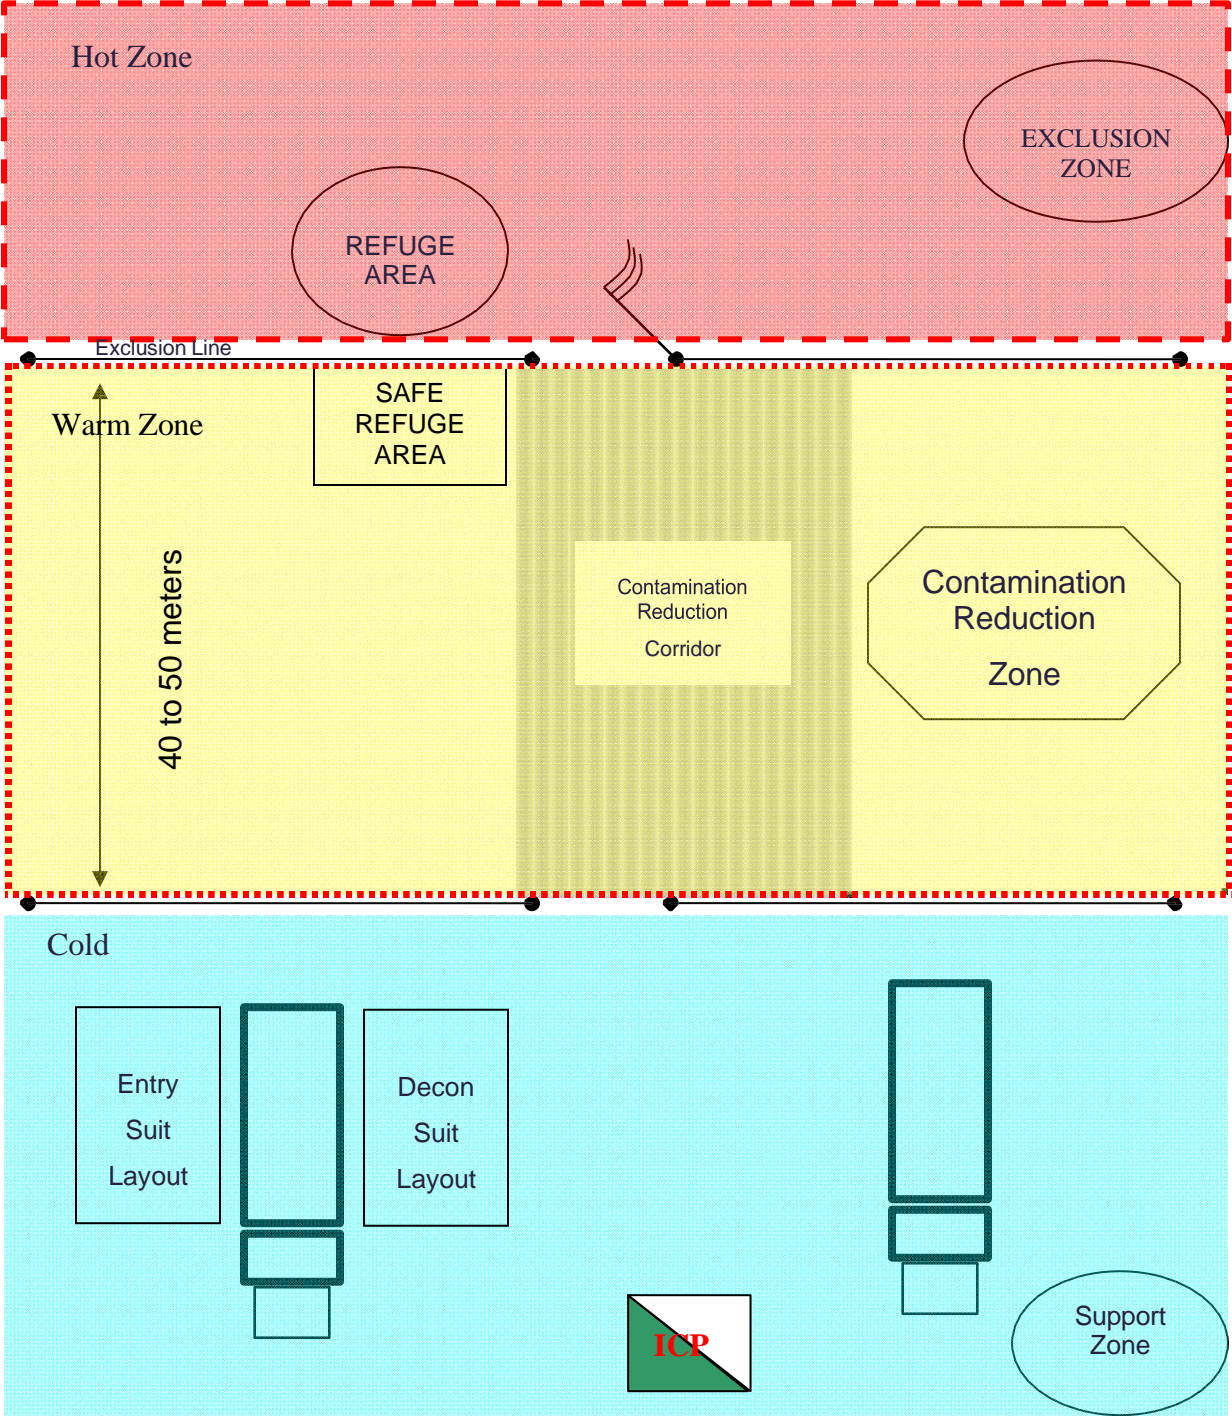 Hot Zone
EXCLUSION
ZONE
REFUGE
AREA
Exclusion Line
SAFE
REFUGE
AREA
Warm Zone
40 to 50 meters
Contamination
Reduction
Corridor
Contamination
Reduction
Zone
Cold
Entry
Suit
Layout
Decon
Suit
Layout
ICP
Support
Zone